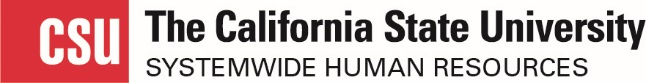 CSU
The California State University
SYSTEMWIDE HUMAN RESOURCES